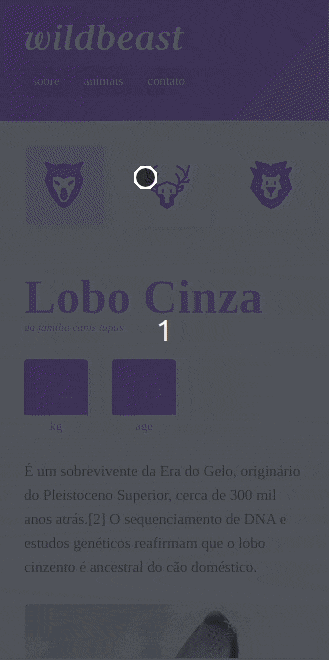 wildbeast
sobre animais contato
Lobo Cinza
da família canis lupus
1
kg age
É um sobrevivente da Era do Gelo, originário
do Pleistoceno Superior, cerca de 300 mil
anos atrás.[2] O sequenciamento de DNA e
estudos genéticos reafirmam que o lobo
cinzento é ancestral do cão doméstico.